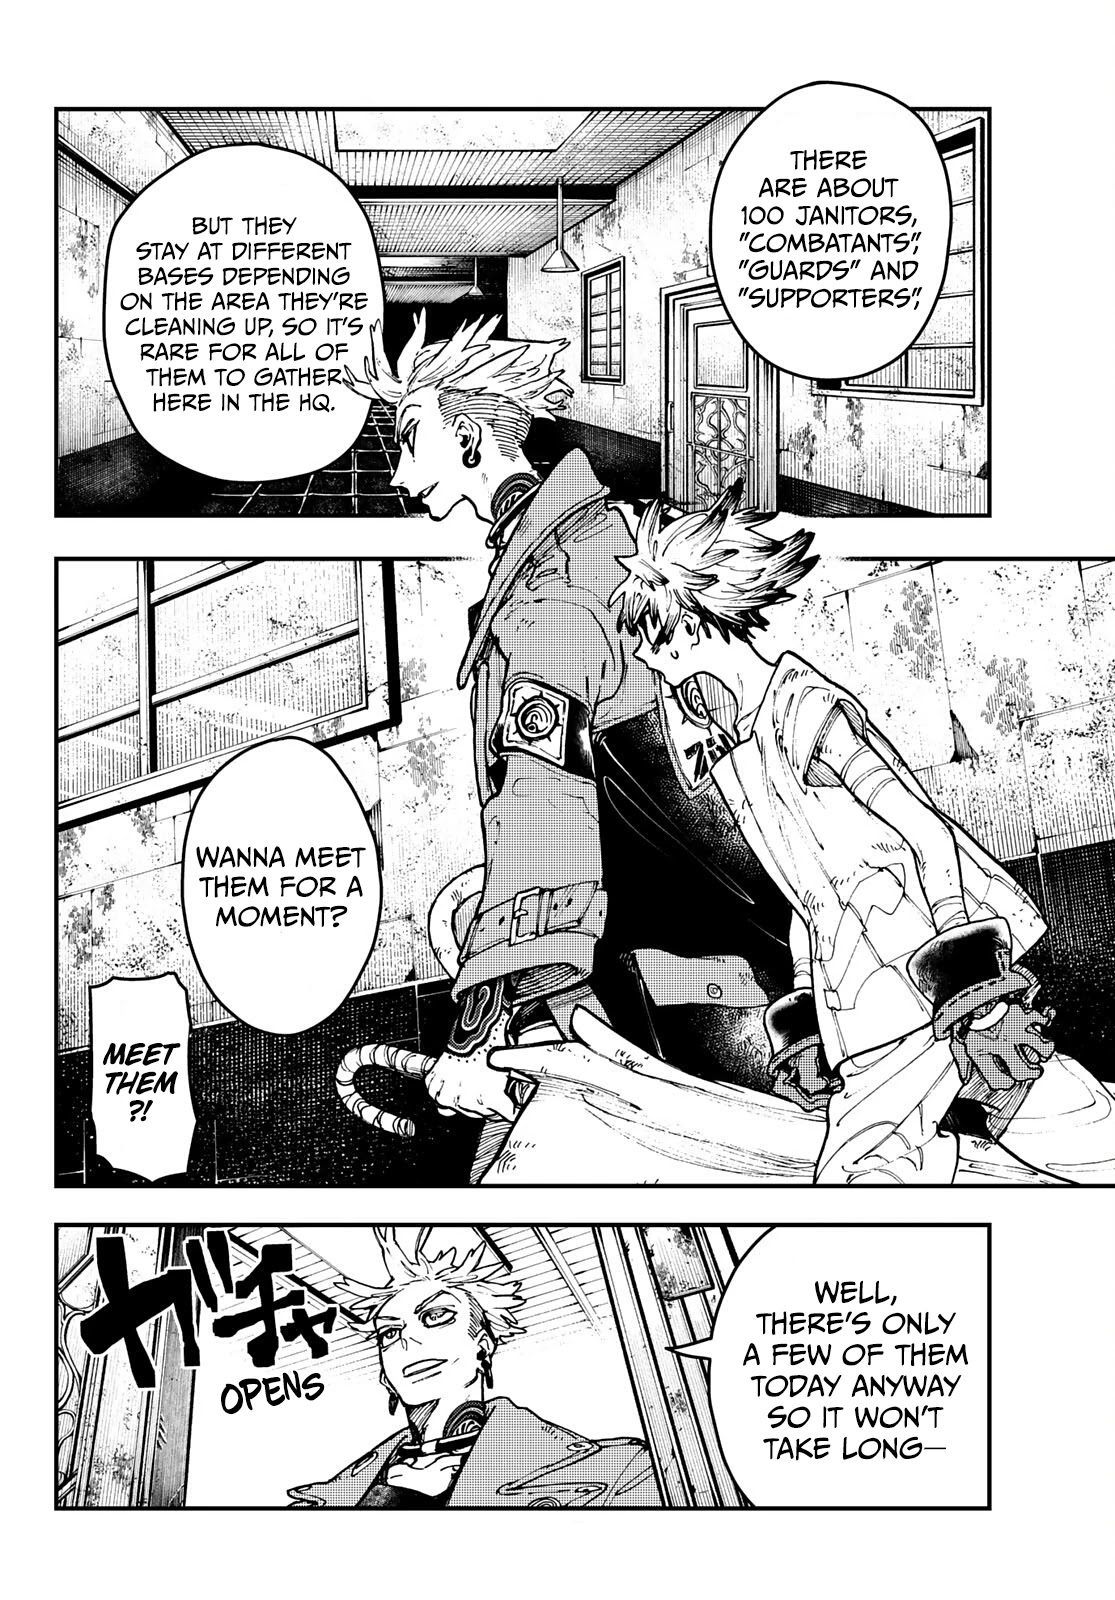 THERE
ARE ABOUT
100 JANITORS,
"COMBATANTS",
"GUARDS" AND
"SUPPORTERS",
BUT THEY
STAY AT DIFFERENT
BASES DEPENDING
ON THE AREA THEY'RE
CLEANING UP, SO IT'S
RARE FOR ALL OF
THEM TO GATHER
HERE IN THE HQ.
WANNA MEET
THEM FOR A
MOMENT?
MEET
THEM
?!
WELL,
THERE'S ONLY
A FEW OF THEM
TODAY ANYWAY
SO IT WON'T
TAKE LONG—
ガチャ
OPENS